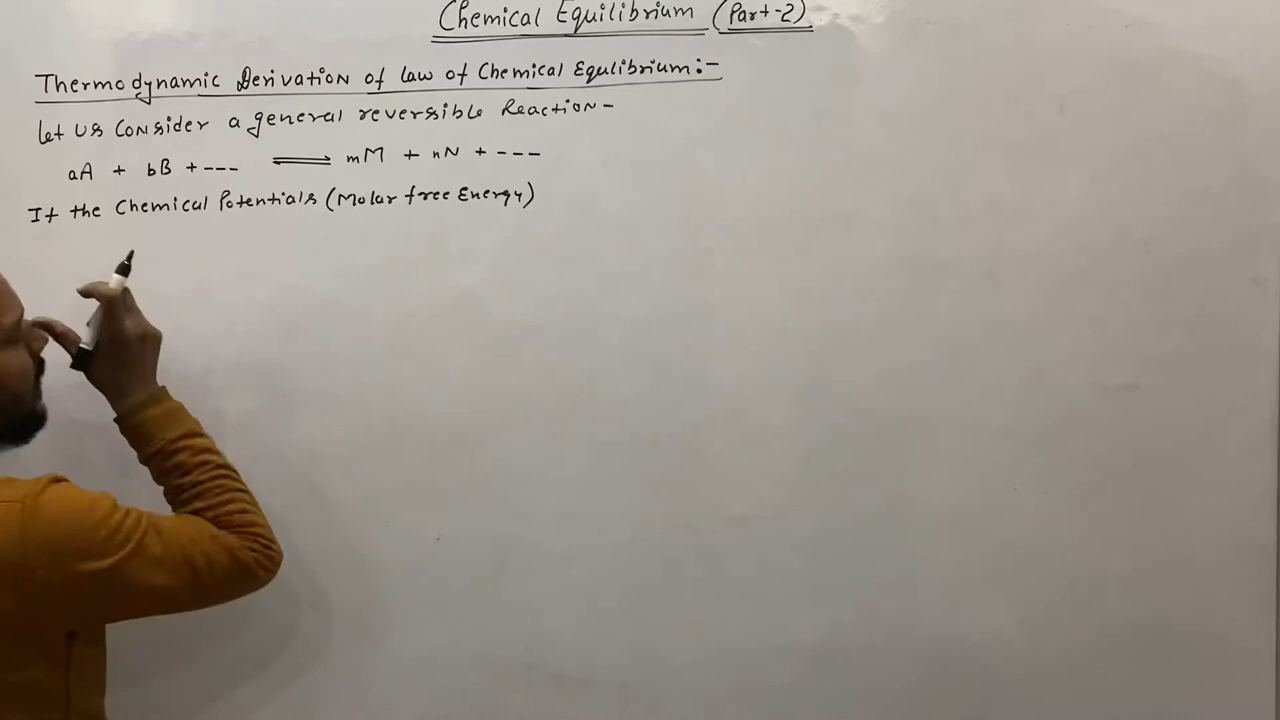 Chemical Equilibrium (Part-2)
Thermodynamic Derivation of Law of Chemical Equlibrium:-
Let us Consider a general reversible Reaction-
aA + bB + --- ⇌ mM + nN + ---
If the Chemical Potentials (Molar free Energy)